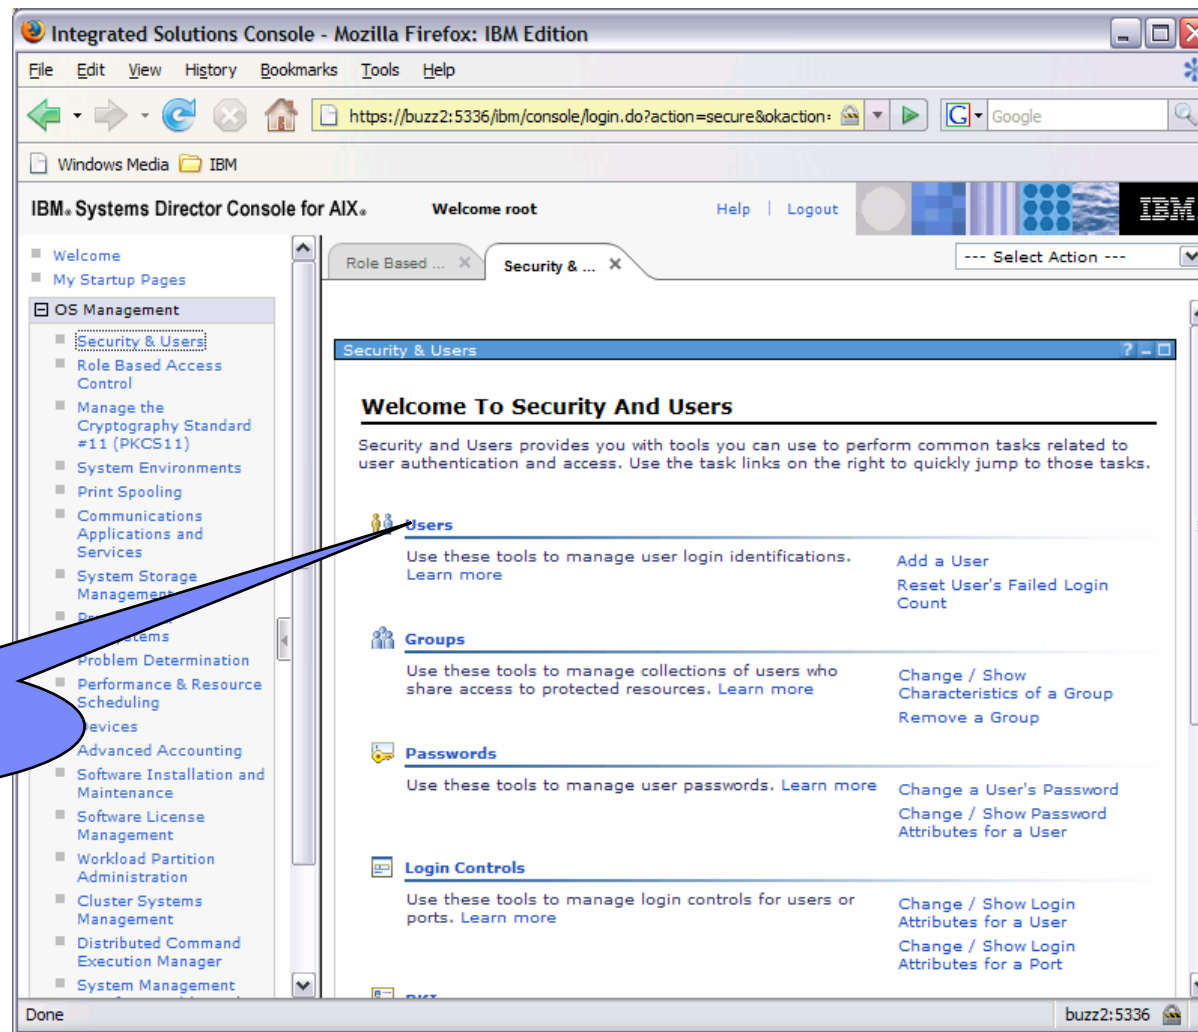 Integrated Solutions Console - Mozilla Firefox: IBM Edition
File Edit View History Bookmarks Tools Help
https://buzz2:5336/ibm/console/login.do?action=secure&okaction:
Google
Windows Media IBM
IBM® Systems Director Console for AIX® Welcome root Help | Logout IBM.
Welcome
My Startup Pages
OS Management
Security & Users
Role Based Access
Control
Manage the
Cryptography Standard
#11 (PKCS11)
System Environments
Print Spooling
Communications
Applications and
Services
System Storage
Management
Problem Determination
Performance & Resource
Scheduling
Devices
Advanced Accounting
Software Installation and
Maintenance
Software License
Management
Workload Partition
Administration
Cluster Systems
Management
Distributed Command
Execution Manager
System Management
Role Based ... Security & ... --- Select Action ---
Security & Users
Welcome To Security And Users
Security and Users provides you with tools you can use to perform common tasks related to
user authentication and access. Use the task links on the right to quickly jump to those tasks.
Users
Use these tools to manage user login identifications.
Learn more
Add a User
Reset User's Failed Login
Count
Groups
Use these tools to manage collections of users who
share access to protected resources. Learn more
Change / Show
Characteristics of a Group
Remove a Group
Passwords
Use these tools to manage user passwords. Learn more
Change a User's Password
Change / Show Password
Attributes for a User
Login Controls
Use these tools to manage login controls for users or
ports. Learn more
Change / Show Login
Attributes for a User
Change / Show Login
Attributes for a Port
Done buzz2:5336